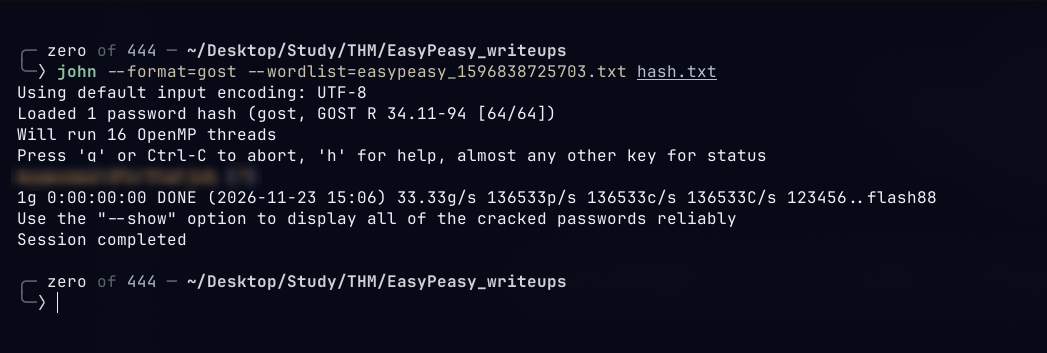 zero of 444 — ~/Desktop/Study/THM/EasyPeasy_writeups
❯ john --format=gost --wordlist=easypeasy_1596838725703.txt hash.txt
Using default input encoding: UTF-8
Loaded 1 password hash (gost, GOST R 34.11-94 [64/64])
Will run 16 OpenMP threads
Press 'q' or Ctrl-C to abort, 'h' for help, almost any other key for status
1g 0:00:00:00 DONE (2026-11-23 15:06) 33.33g/s 136533p/s 136533c/s 136533C/s 123456..flash88
Use the "--show" option to display all of the cracked passwords reliably
Session completed
zero of 444 — ~/Desktop/Study/THM/EasyPeasy_writeups
❯